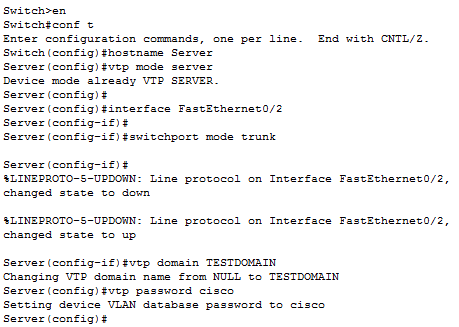 Switch>en
Switch#conf t
Enter configuration commands, one per line.  End with CNTL/Z.
Switch(config)#hostname Server
Server(config)#vtp mode server
Device mode already VTP SERVER.
Server(config)#
Server(config)#interface FastEthernet0/2
Server(config-if)#
Server(config-if)#switchport mode trunk
Server(config-if)#
%LINEPROTO-5-UPDOWN: Line protocol on Interface FastEthernet0/2,
changed state to down
%LINEPROTO-5-UPDOWN: Line protocol on Interface FastEthernet0/2,
changed state to up
Server(config-if)#vtp domain TESTDOMAIN
Changing VTP domain name from NULL to TESTDOMAIN
Server(config)#vtp password cisco
Setting device VLAN database password to cisco
Server(config)#